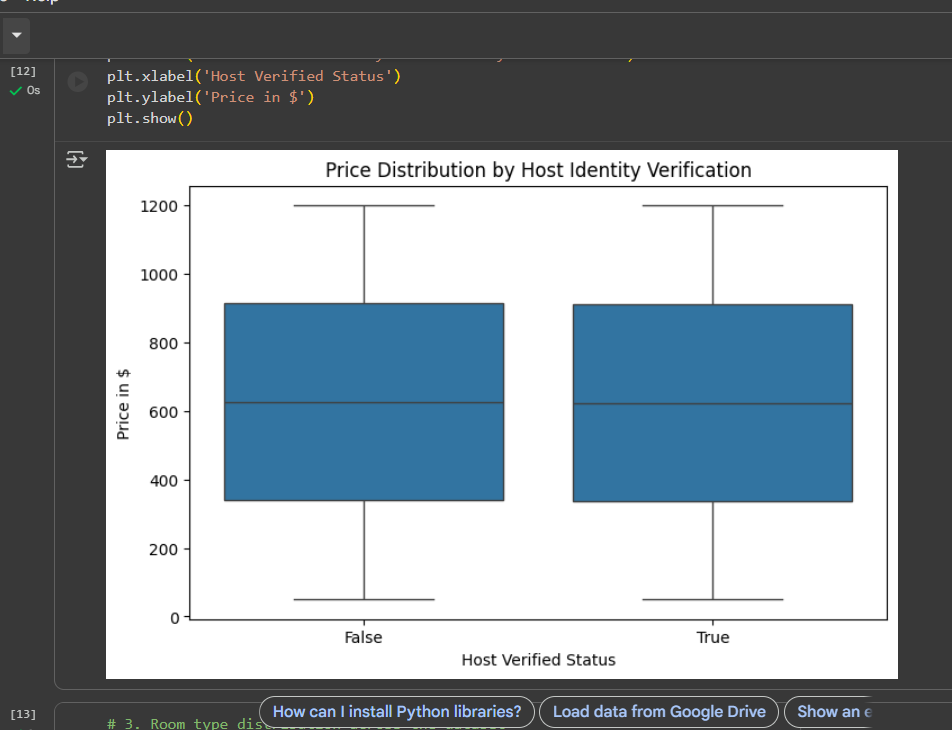 [12]
0s
plt.xlabel('Host Verified Status')
plt.ylabel('Price in $')
plt.show()
Price Distribution by Host Identity Verification
1200
1000
800
600
400
200
0
Price in $
False True
Host Verified Status
[13]
# 3. Room type
How can I install Python libraries?
Load data from Google Drive
Show an